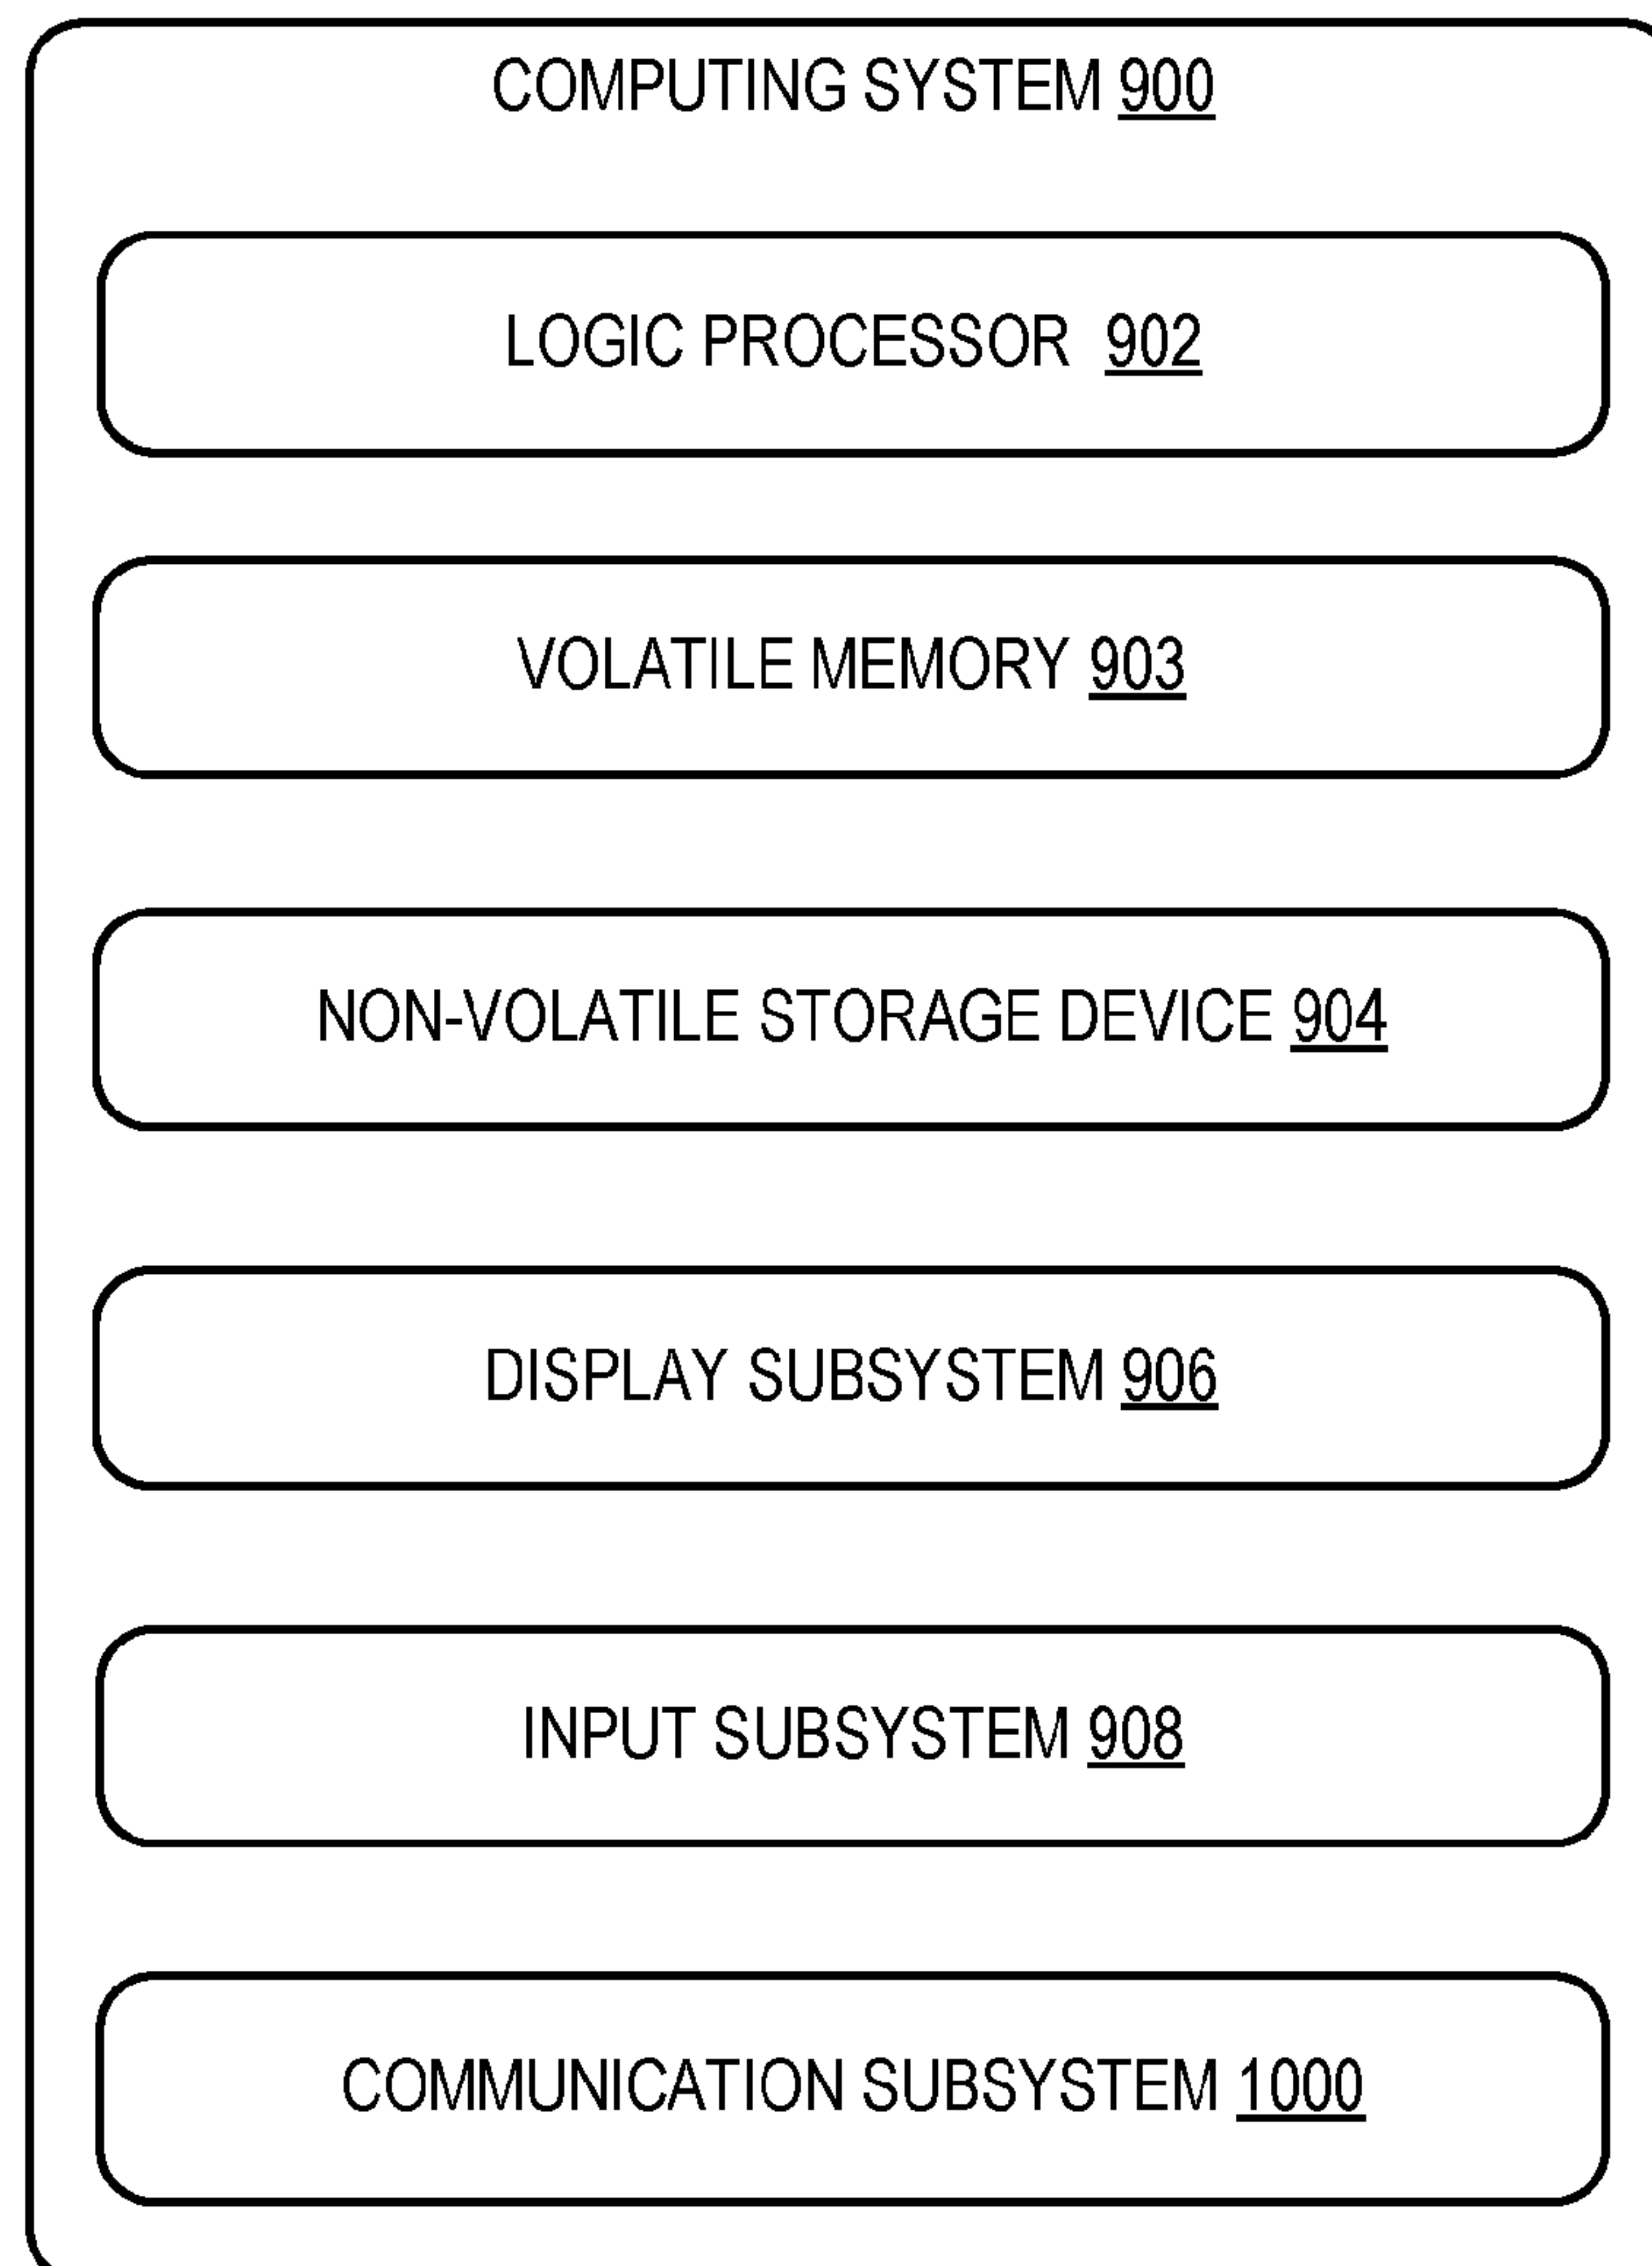 COMPUTING SYSTEM 900
LOGIC PROCESSOR 902
VOLATILE MEMORY 903
NON-VOLATILE STORAGE DEVICE 904
DISPLAY SUBSYSTEM 906
INPUT SUBSYSTEM 908
COMMUNICATION SUBSYSTEM 1000